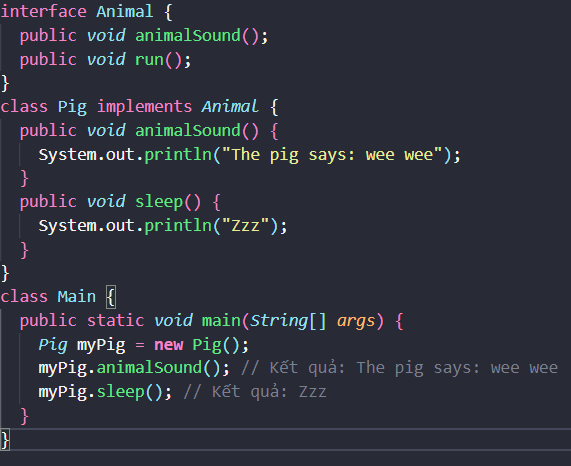 interface Animal {
  public void animalSound();
  public void run();
}
class Pig implements Animal {
  public void animalSound() {
    System.out.println("The pig says: wee wee");
  }
  public void sleep() {
    System.out.println("Zzz");
  }
}
class Main {
  public static void main(String[] args) {
    Pig myPig = new Pig();
    myPig.animalSound(); // Kết quả: The pig says: wee wee
    myPig.sleep(); // Kết quả: Zzz
  }
}